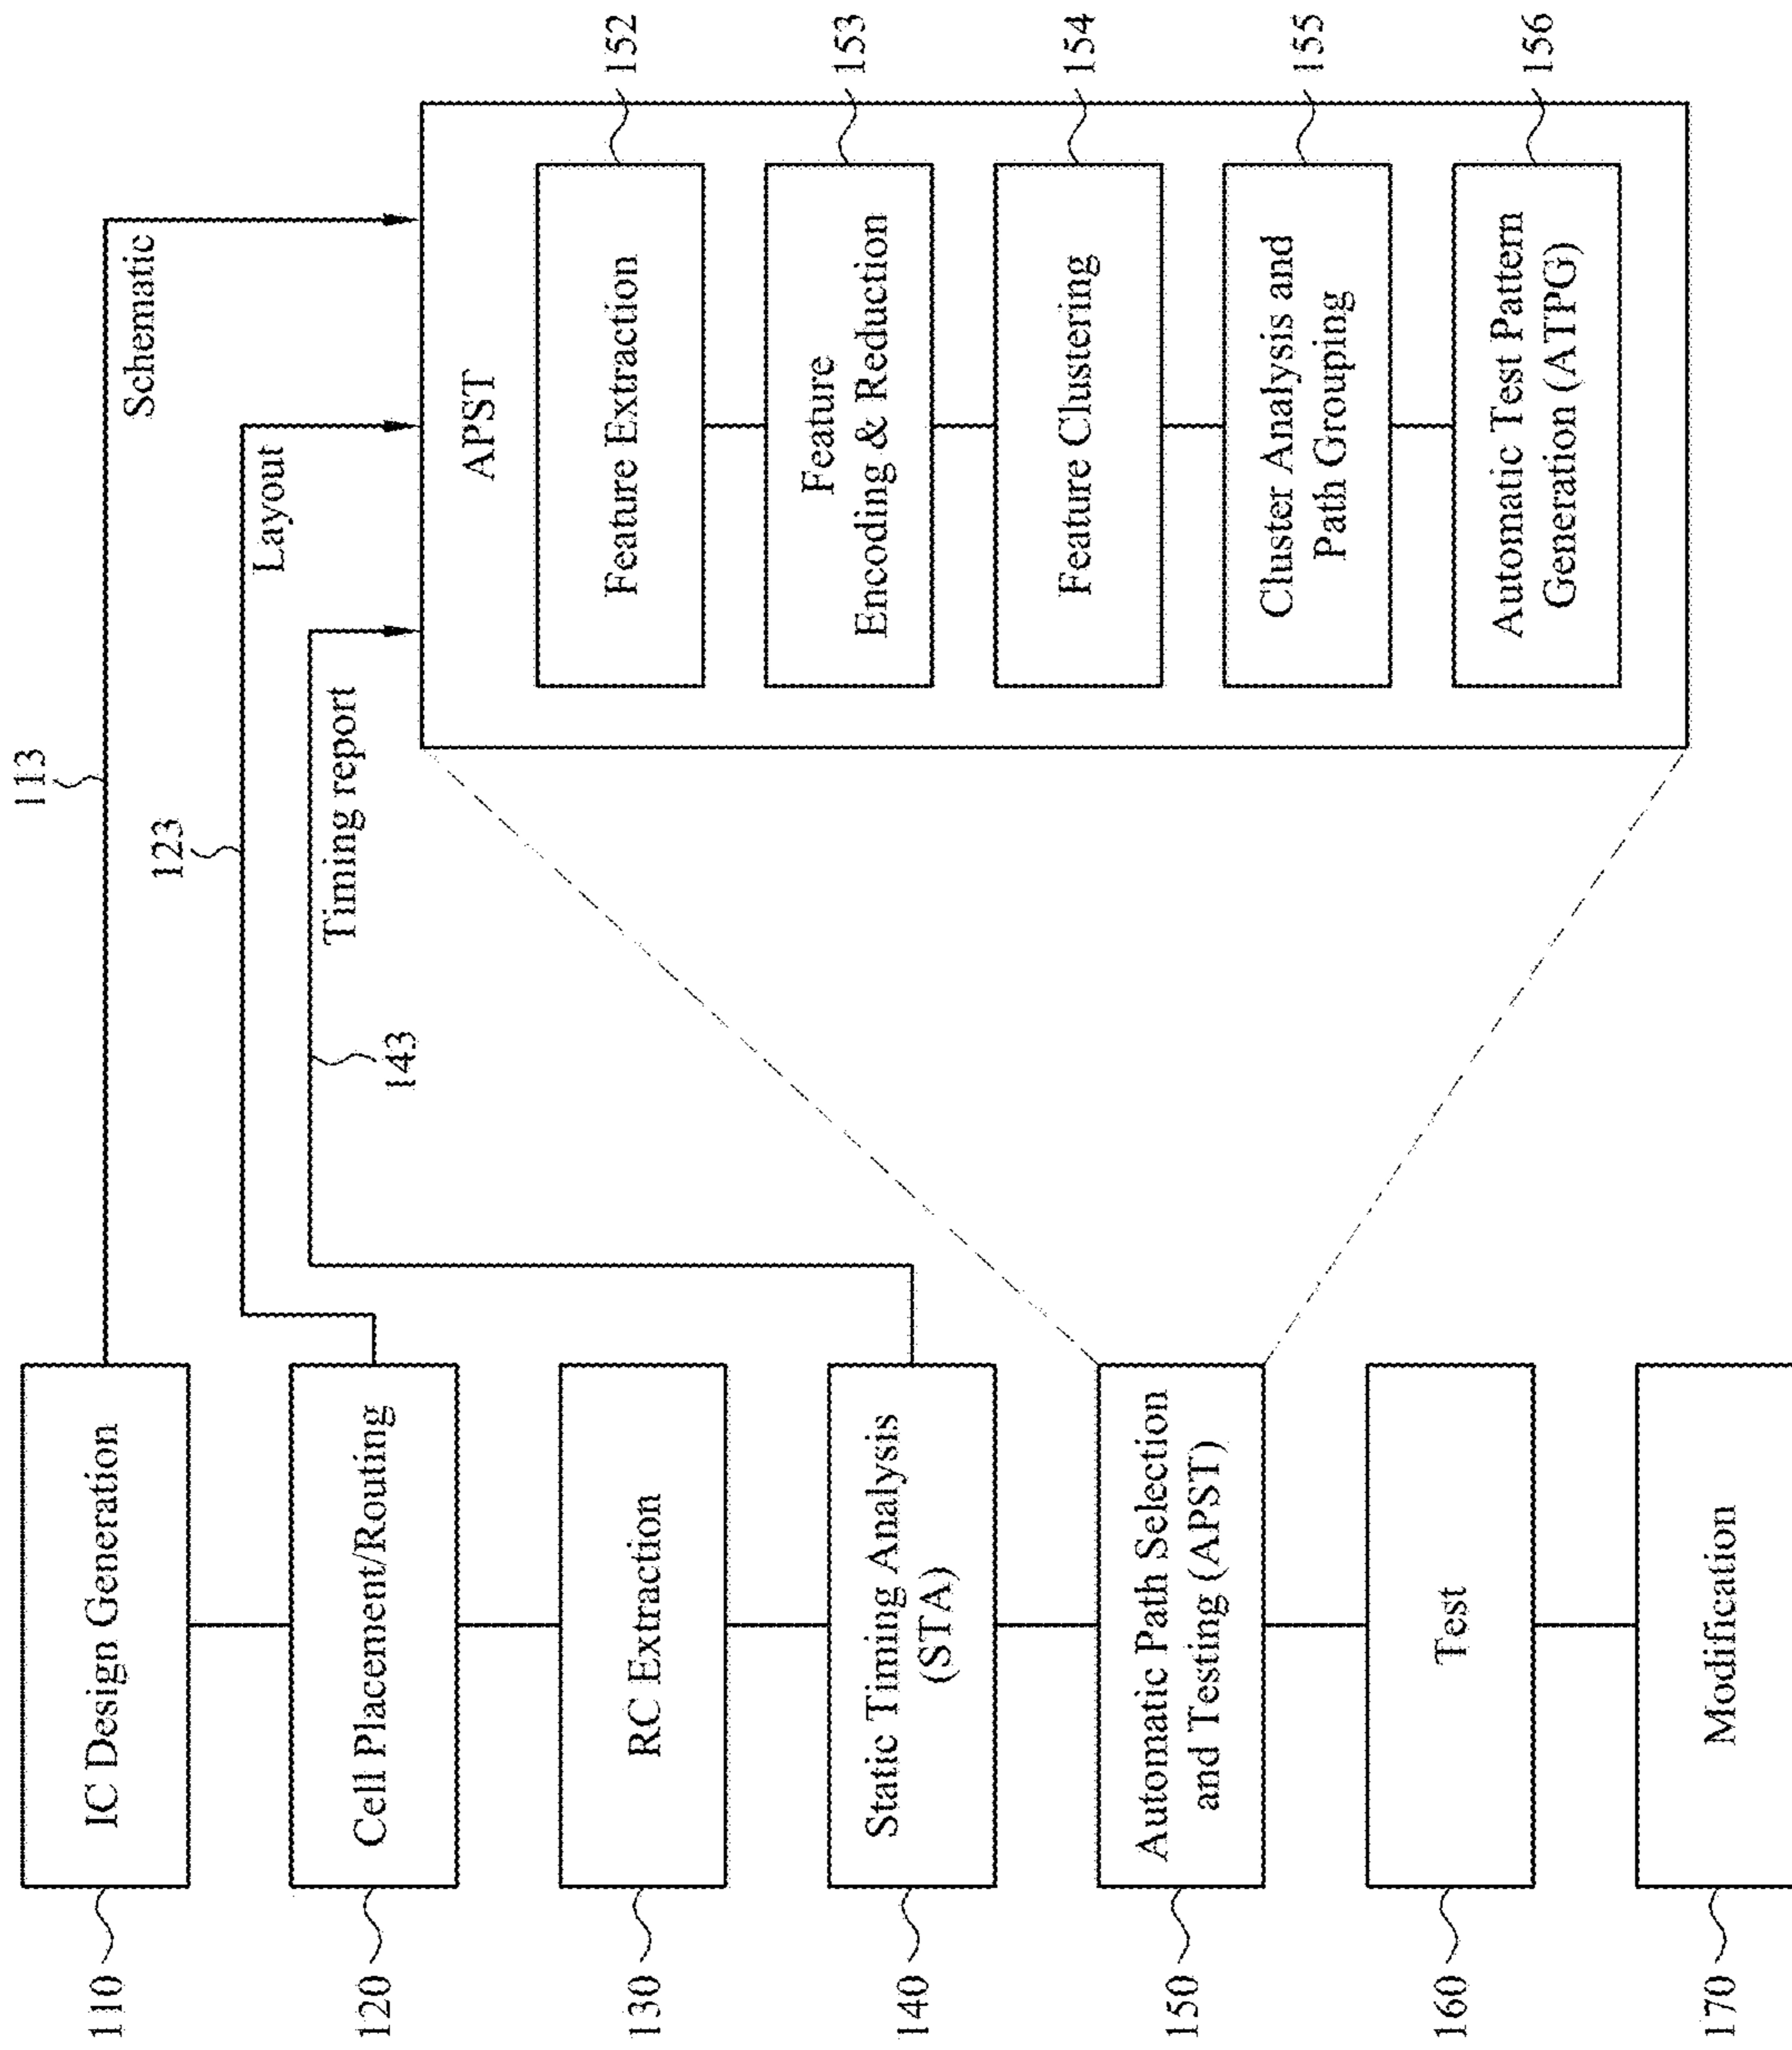 110
IC Design Generation
120
Cell Placement/Routing
130
RC Extraction
140
Static Timing Analysis
(STA)
150
Automatic Path Selection
and Testing (APST)
160
Test
170
Modification
113
Schematic
123
Layout
143
Timing report
APST
Feature Extraction
152
Feature
Encoding & Reduction
153
Feature Clustering
154
Cluster Analysis and
Path Grouping
155
Automatic Test Pattern
Generation (ATPG)
156